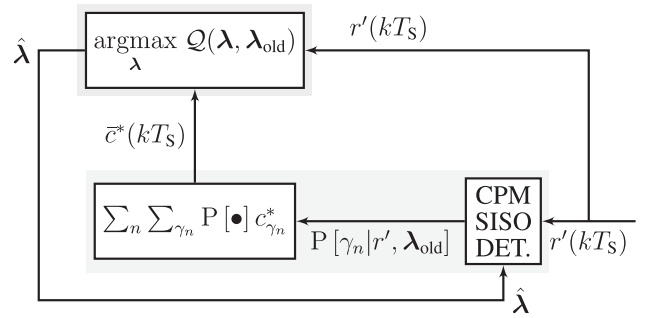 r′(kT_S)
λ̂
argmax Q(λ, λ_old)
λ
c̄*(kT_S)
∑_n ∑_{γ_n} P [•] c*_{γ_n}
CPM
SISO
DET.
P [γ_n|r′, λ_old]
r′(kT_S)
λ̂